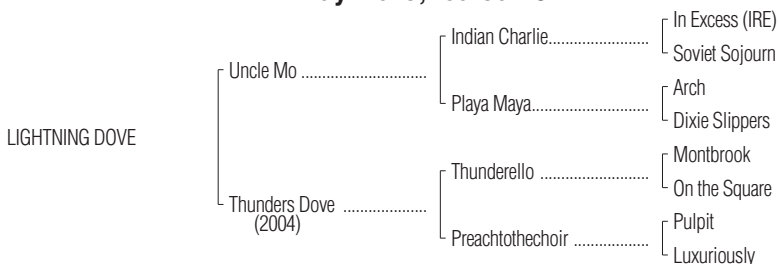 In Excess (IRE)
Indian Charlie......................
Soviet Sojourn
Uncle Mo ............................
Arch
Playa Maya..........................
Dixie Slippers
LIGHTNING DOVE
Montbrook
Thunderello ........................
On the Square
Thunders Dove ....................
(2004)
Pulpit
Preachtothechoir .................
Luxuriously